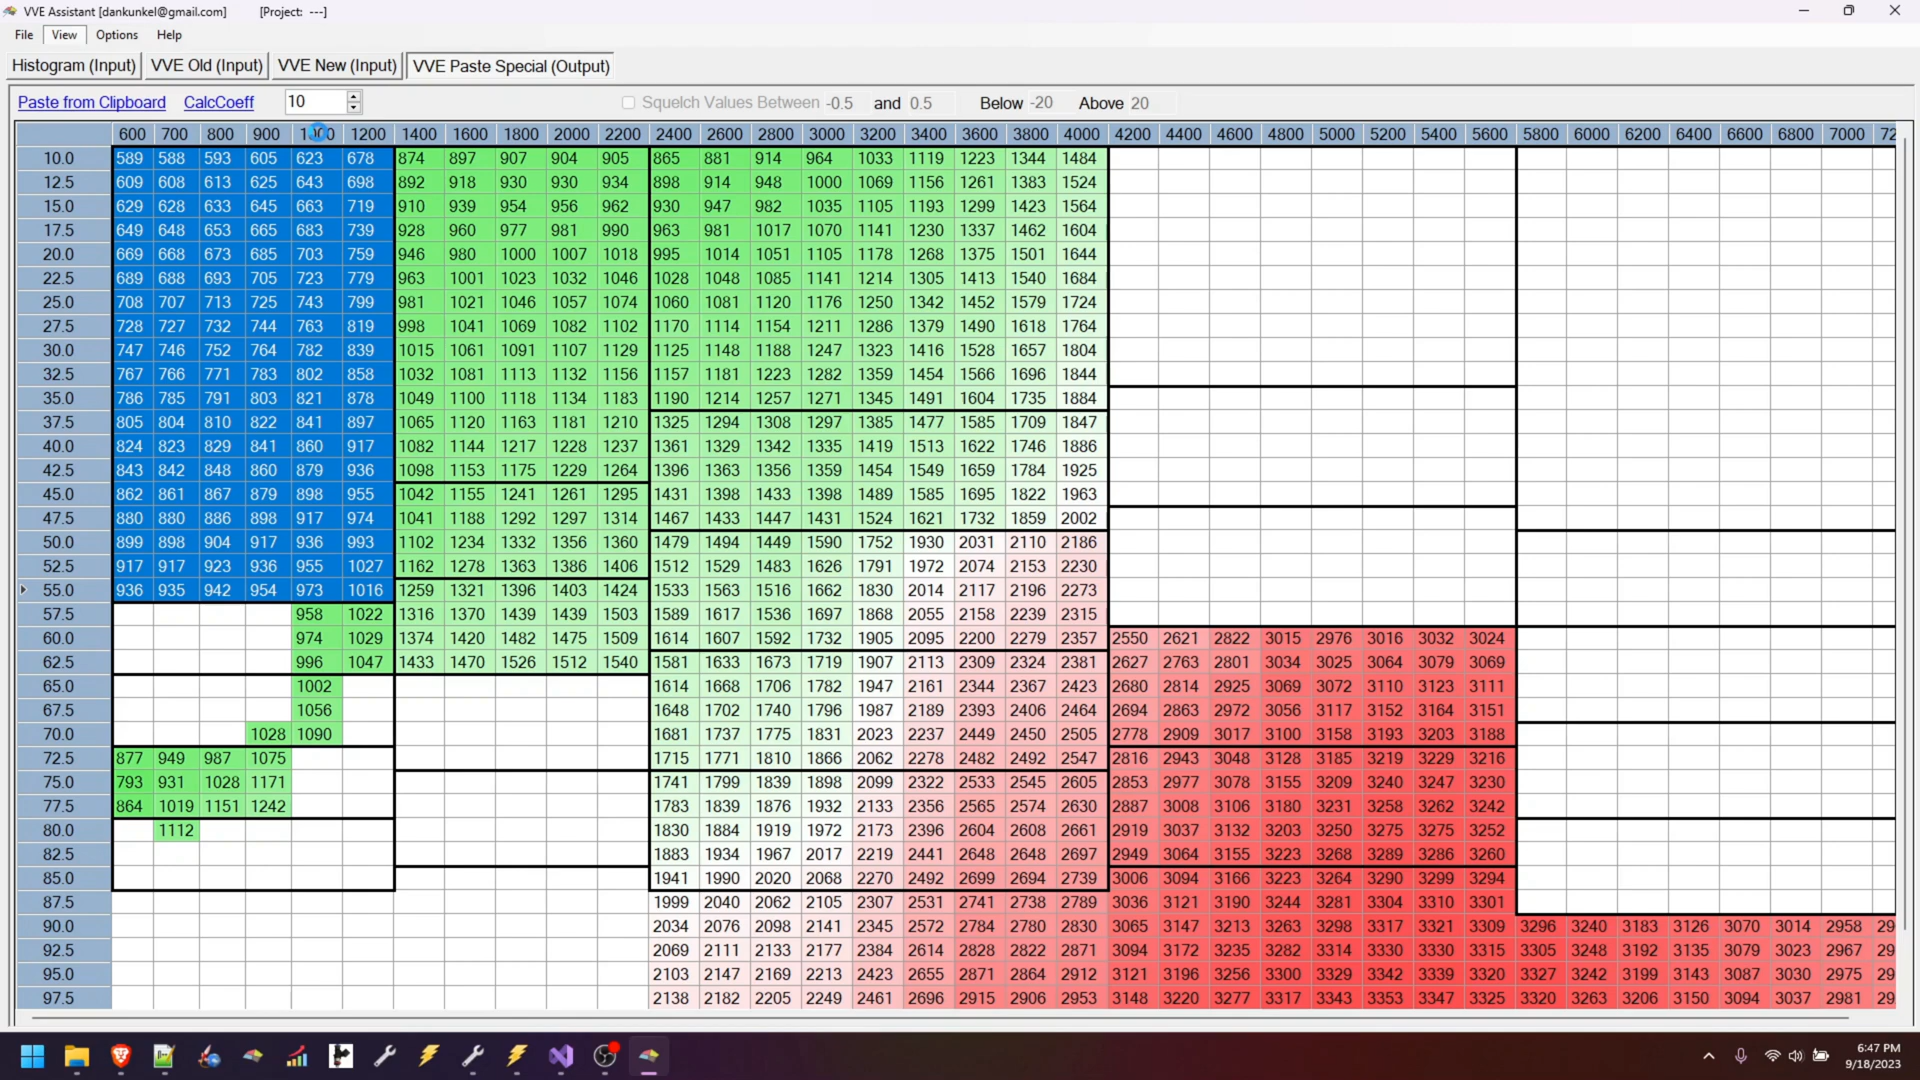 VVE Assistant [dankunkel@gmail.com] [Project: ---]
File View Options Help
Histogram (Input) VVE Old (Input) VVE New (Input) VVE Paste Special (Output)
Paste from Clipboard CalcCoeff 10 Squelch Values Between -0.5 and 0.5 Below -20 Above 20
600 700 800 900 1000 1200 1400 1600 1800 2000 2200 2400 2600 2800 3000 3200 3400 3600 3800 4000 4200 4400 4600 4800 5000 5200 5400 5600 5800 6000 6200 6400 6600 6800 7000 72
10.0 589 588 593 605 623 678 874 897 907 904 905 865 881 914 964 1033 1119 1223 1344 1484
12.5 609 608 613 625 643 698 892 918 930 930 934 898 914 948 1000 1069 1156 1261 1383 1524
15.0 629 628 633 645 663 719 910 939 954 956 962 930 947 982 1035 1105 1193 1299 1423 1564
17.5 649 648 653 665 683 739 928 960 977 981 990 963 981 1017 1070 1141 1230 1337 1462 1604
20.0 669 668 673 685 703 759 946 980 1000 1007 1018 995 1014 1051 1105 1178 1268 1375 1501 1644
22.5 689 688 693 705 723 779 963 1001 1023 1032 1046 1028 1048 1085 1141 1214 1305 1413 1540 1684
25.0 708 707 713 725 743 799 981 1021 1046 1057 1074 1060 1081 1120 1176 1250 1342 1452 1579 1724
27.5 728 727 732 744 763 819 998 1041 1069 1082 1102 1170 1114 1154 1211 1286 1379 1490 1618 1764
30.0 747 746 752 764 782 839 1015 1061 1091 1107 1129 1125 1148 1188 1247 1323 1416 1528 1657 1804
32.5 767 766 771 783 802 858 1032 1081 1113 1132 1156 1157 1181 1223 1282 1359 1454 1566 1696 1844
35.0 786 785 791 803 821 878 1049 1100 1118 1134 1183 1190 1214 1257 1271 1345 1491 1604 1735 1884
37.5 805 804 810 822 841 897 1065 1120 1163 1181 1210 1325 1294 1308 1297 1385 1477 1585 1709 1847
40.0 824 823 829 841 860 917 1082 1144 1217 1228 1237 1361 1329 1342 1335 1419 1513 1622 1746 1886
42.5 843 842 848 860 879 936 1098 1153 1175 1229 1264 1396 1363 1356 1359 1454 1549 1659 1784 1925
45.0 862 861 867 879 898 955 1042 1155 1241 1261 1295 1431 1398 1433 1398 1489 1585 1695 1822 1963
47.5 880 880 886 898 917 974 1041 1188 1292 1297 1314 1467 1433 1447 1431 1524 1621 1732 1859 2002
50.0 899 898 904 917 936 993 1102 1234 1332 1356 1360 1479 1494 1449 1590 1752 1930 2031 2110 2186
52.5 917 917 923 936 955 1027 1162 1278 1363 1386 1406 1512 1529 1483 1626 1791 1972 2074 2153 2230
55.0 936 935 942 954 973 1016 1259 1321 1396 1403 1424 1533 1563 1516 1662 1830 2014 2117 2196 2273
57.5 958 1022 1316 1370 1439 1439 1503 1589 1617 1536 1697 1868 2055 2158 2239 2315
60.0 974 1029 1374 1420 1482 1475 1509 1614 1607 1592 1732 1905 2095 2200 2279 2357 2550 2621 2822 3015 2976 3016 3032 3024
62.5 996 1047 1433 1470 1526 1512 1540 1581 1633 1673 1719 1907 2113 2309 2324 2381 2627 2763 2801 3034 3025 3064 3079 3069
65.0 1002 1614 1668 1706 1782 1947 2161 2344 2367 2423 2680 2814 2925 3069 3072 3110 3123 3111
67.5 1056 1648 1702 1740 1796 1987 2189 2393 2406 2464 2694 2863 2972 3056 3117 3152 3164 3151
70.0 1028 1090 1681 1737 1775 1831 2023 2237 2449 2450 2505 2778 2909 3017 3100 3158 3193 3203 3188
72.5 877 949 987 1075 1715 1771 1810 1866 2062 2278 2482 2492 2547 2816 2943 3048 3128 3185 3219 3229 3216
75.0 793 931 1028 1171 1741 1799 1839 1898 2099 2322 2533 2545 2605 2853 2977 3078 3155 3209 3240 3247 3230
77.5 864 1019 1151 1242 1783 1839 1876 1932 2133 2356 2565 2574 2630 2887 3008 3106 3180 3231 3258 3262 3242
80.0 1112 1830 1884 1919 1972 2173 2396 2604 2608 2661 2919 3037 3132 3203 3250 3275 3275 3252
82.5 1883 1934 1967 2017 2219 2441 2648 2648 2697 2949 3064 3155 3223 3268 3289 3286 3260
85.0 1941 1990 2020 2068 2270 2492 2699 2694 2739 3006 3094 3166 3223 3264 3290 3299 3294
87.5 1999 2040 2062 2105 2307 2531 2741 2738 2789 3036 3121 3190 3244 3281 3304 3310 3301
90.0 2034 2076 2098 2141 2345 2572 2784 2780 2830 3065 3147 3213 3263 3298 3317 3321 3309 3296 3240 3183 3126 3070 3014 2958 29
92.5 2069 2111 2133 2177 2384 2614 2828 2822 2871 3094 3172 3235 3282 3314 3330 3330 3315 3305 3248 3192 3135 3079 3023 2967 29
95.0 2103 2147 2169 2213 2423 2655 2871 2864 2912 3121 3196 3256 3300 3329 3342 3339 3320 3327 3242 3199 3143 3087 3030 2975 29
97.5 2138 2182 2205 2249 2461 2696 2915 2906 2953 3148 3220 3277 3317 3343 3353 3347 3325 3320 3263 3206 3150 3094 3037 2981 29
6:47 PM
9/18/2023